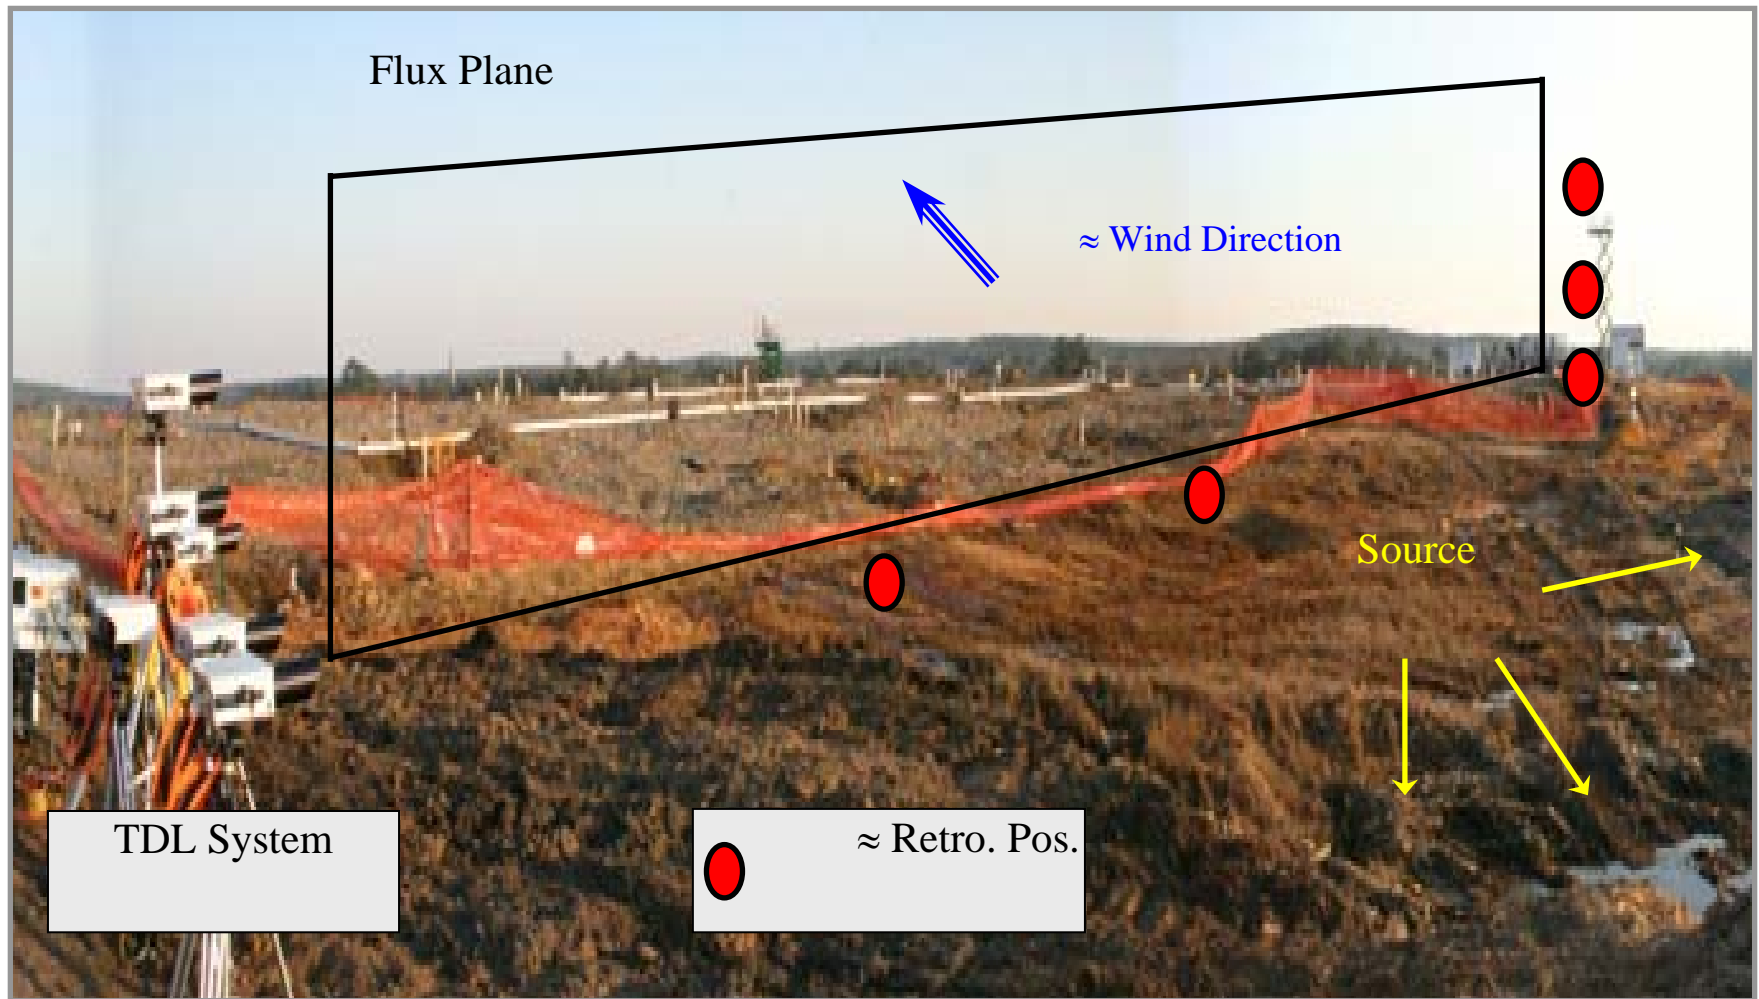 Flux Plane
≈ Wind Direction
Source
TDL System
≈ Retro. Pos.